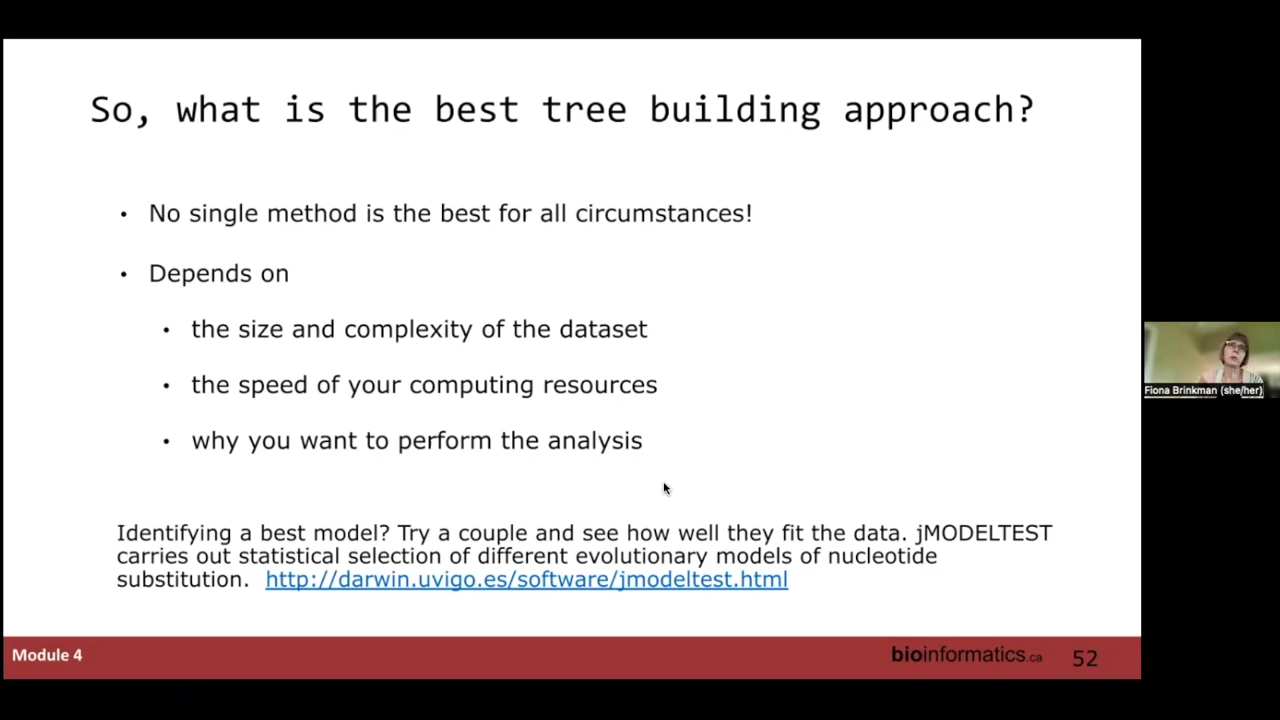 So, what is the best tree building approach?
• No single method is the best for all circumstances!
• Depends on
• the size and complexity of the dataset
• the speed of your computing resources
• why you want to perform the analysis
Identifying a best model? Try a couple and see how well they fit the data. jMODELTEST
carries out statistical selection of different evolutionary models of nucleotide
substitution. http://darwin.uvigo.es/software/jmodeltest.html
Fiona Brinkman (she/her)
Module 4
bioinformatics.ca
52